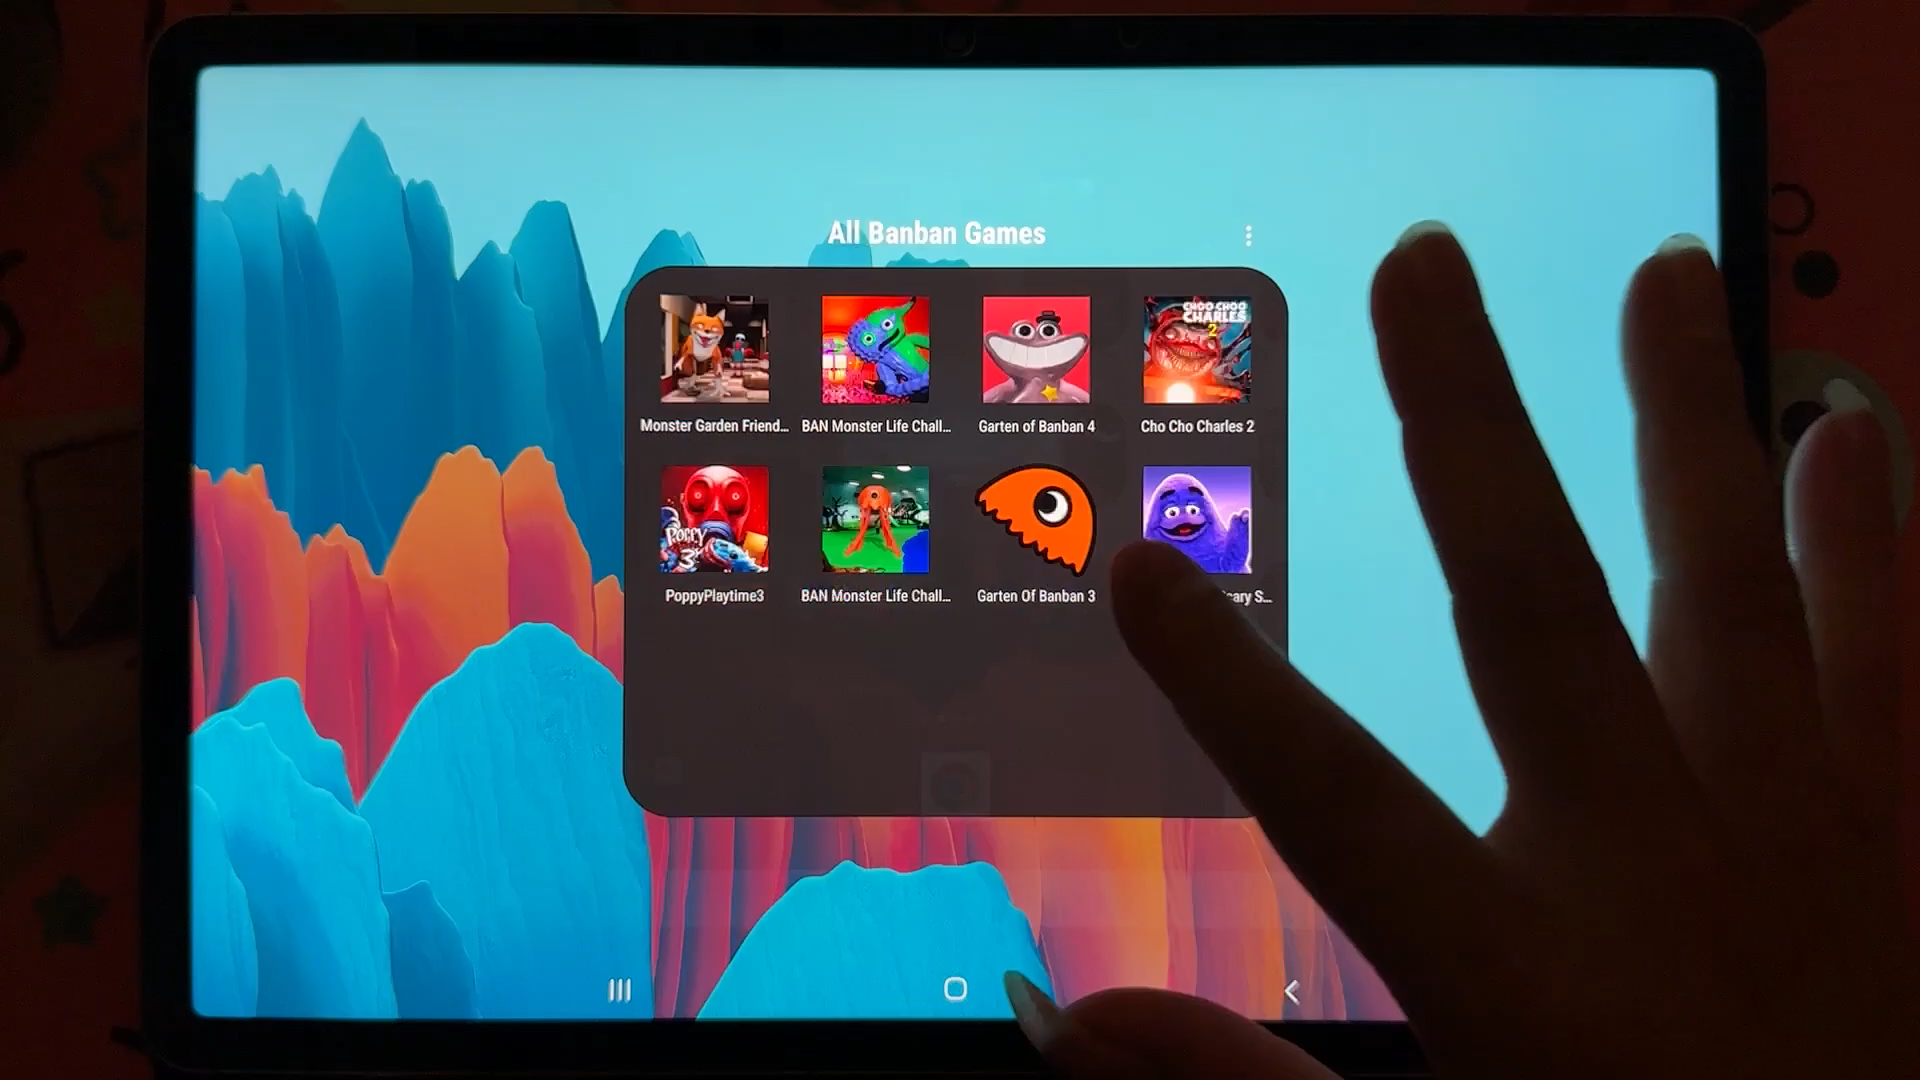 All Banban Games
CHOO-CHOO
CHARLES
2
Monster Garden Friend...
BAN Monster Life Chall...
Garten of Banban 4
Cho Cho Charles 2
POPPY
3
PoppyPlaytime3
BAN Monster Life Chall...
Garten Of Banban 3
S...